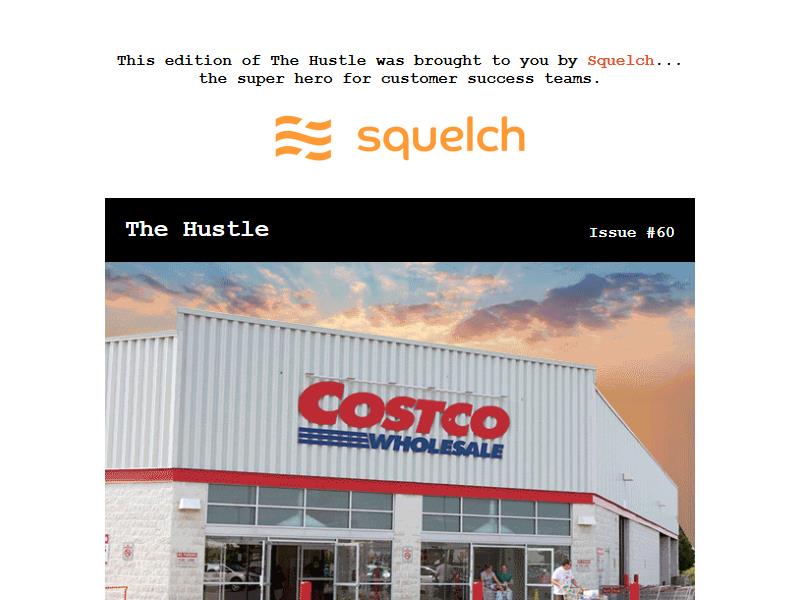 This edition of The Hustle was brought to you by Squelch...
the super hero for customer success teams.
squelch
The Hustle
Issue #60
COSTCO
WHOLESALE